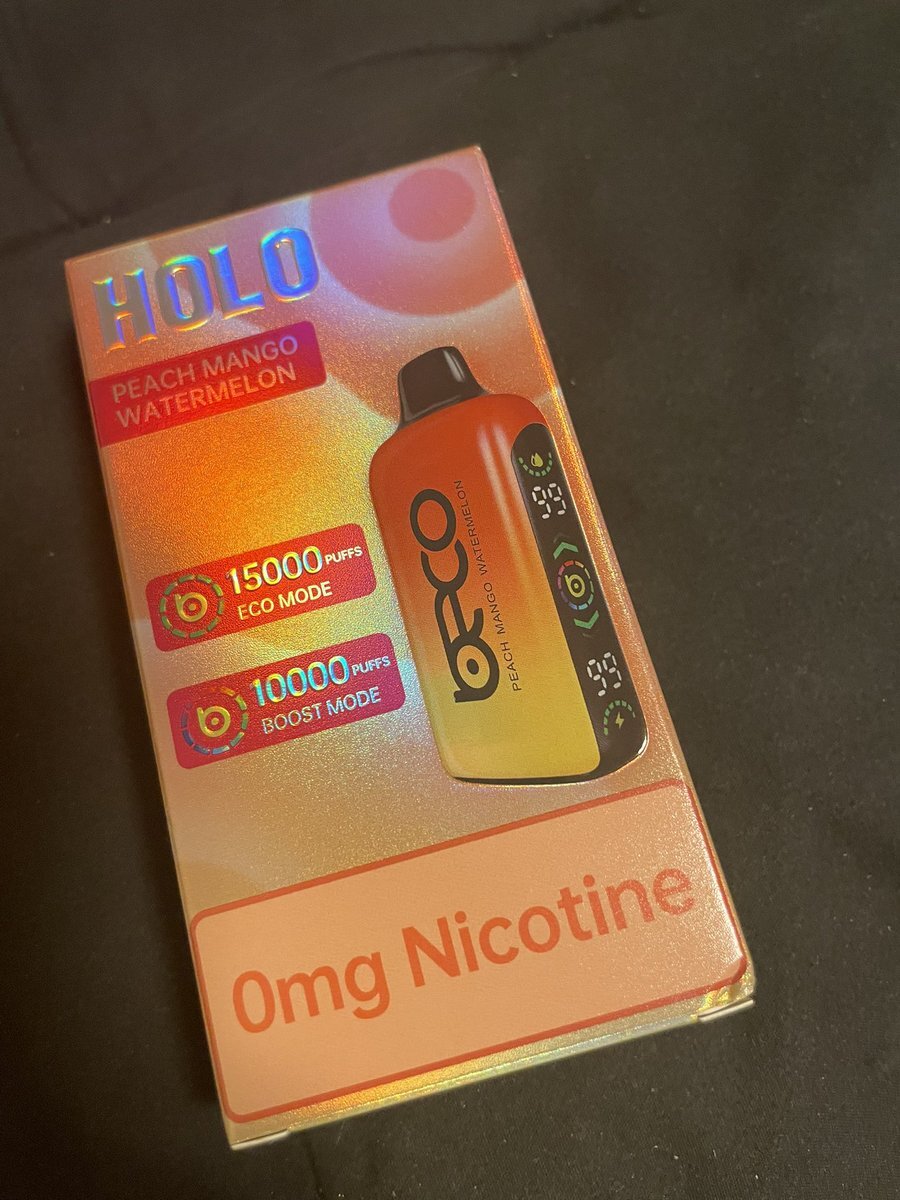 HOLO
PEACH MANGO
WATERMELON
b 15000 PUFFS
ECO MODE
b 10000 PUFFS
BOOST MODE
BECO
PEACH MANGO WATERMELON
99
b
99
0mg Nicotine